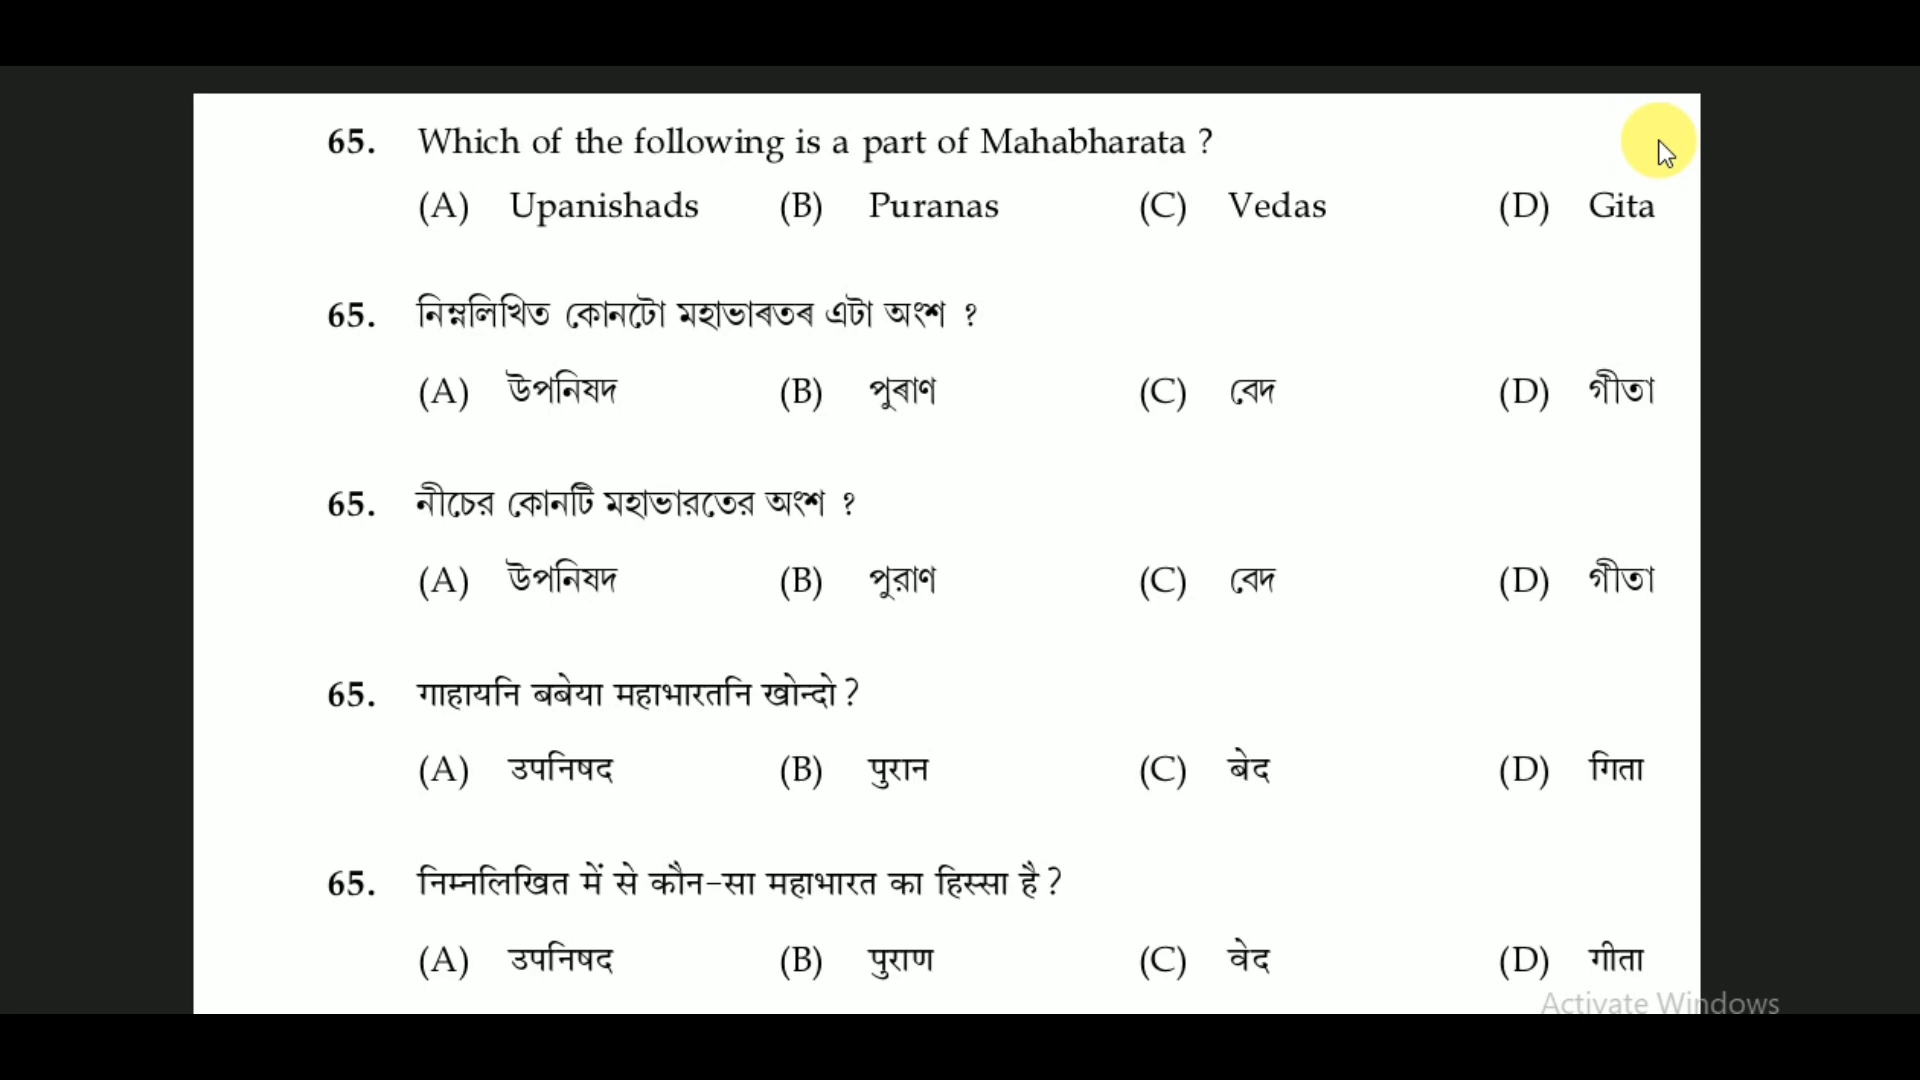 65. Which of the following is a part of Mahabharata ?
(A) Upanishads (B) Puranas (C) Vedas (D) Gita
65. নিম্নলিখিত কোনটো মহাভাৰতৰ এটা অংশ ?
(A) উপনিষদ (B) পুৰাণ (C) বেদ (D) গীতা
65. নীচের কোনটি মহাভারতের অংশ ?
(A) উপনিষদ (B) পুরাণ (C) বেদ (D) গীতা
65. गाहायनि बबेया महाभारतनि खोन्दो ?
(A) उपनिषद (B) पुरान (C) बेद (D) गिता
65. निम्नलिखित में से कौन-सा महाभारत का हिस्सा है ?
(A) उपनिषद (B) पुराण (C) वेद (D) गीता
Activate Windows